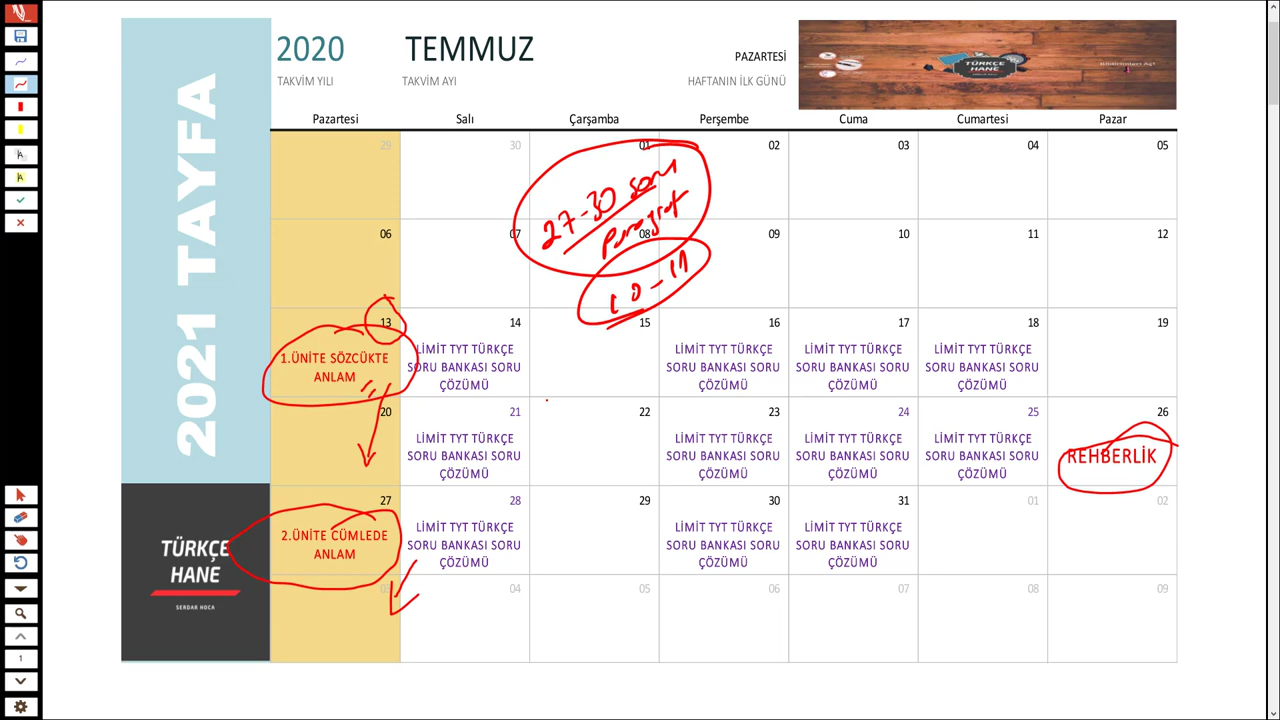 2020
TEMMUZ
PAZARTESİ
TAKVİM YILI
TAKVİM AYI
HAFTANIN İLK GÜNÜ
TÜRKÇE
HANE
2021 TAYFA
Pazartesi Salı Çarşamba Perşembe Cuma Cumartesi Pazar
29 30 01 02 03 04 05
27-30 soru
Paragraf
06 07 08 09 10 11 12
10-11
13 14 15 16 17 18 19
1.ÜNİTE SÖZCÜKTE
ANLAM
LİMİT TYT TÜRKÇE
SORU BANKASI SORU
ÇÖZÜMÜ
LİMİT TYT TÜRKÇE
SORU BANKASI SORU
ÇÖZÜMÜ
LİMİT TYT TÜRKÇE
SORU BANKASI SORU
ÇÖZÜMÜ
LİMİT TYT TÜRKÇE
SORU BANKASI SORU
ÇÖZÜMÜ
20 21 22 23 24 25 26
LİMİT TYT TÜRKÇE
SORU BANKASI SORU
ÇÖZÜMÜ
LİMİT TYT TÜRKÇE
SORU BANKASI SORU
ÇÖZÜMÜ
LİMİT TYT TÜRKÇE
SORU BANKASI SORU
ÇÖZÜMÜ
LİMİT TYT TÜRKÇE
SORU BANKASI SORU
ÇÖZÜMÜ
REHBERLİK
27 28 29 30 31 01 02
2.ÜNİTE CÜMLEDE
ANLAM
LİMİT TYT TÜRKÇE
SORU BANKASI SORU
ÇÖZÜMÜ
LİMİT TYT TÜRKÇE
SORU BANKASI SORU
ÇÖZÜMÜ
LİMİT TYT TÜRKÇE
SORU BANKASI SORU
ÇÖZÜMÜ
03 04 05 06 07 08 09
TÜRKÇE
HANE
SERDAR HOCA
A
A
1